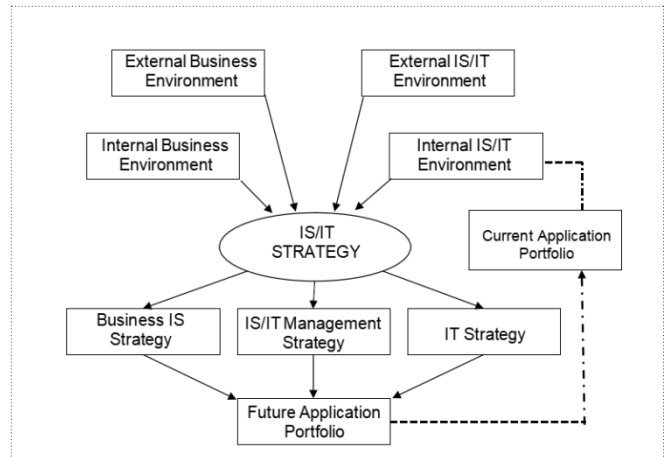 External Business
Environment
External IS/IT
Environment
Internal Business
Environment
Internal IS/IT
Environment
IS/IT
STRATEGY
Current Application
Portfolio
Business IS
Strategy
IS/IT Management
Strategy
IT Strategy
Future Application
Portfolio